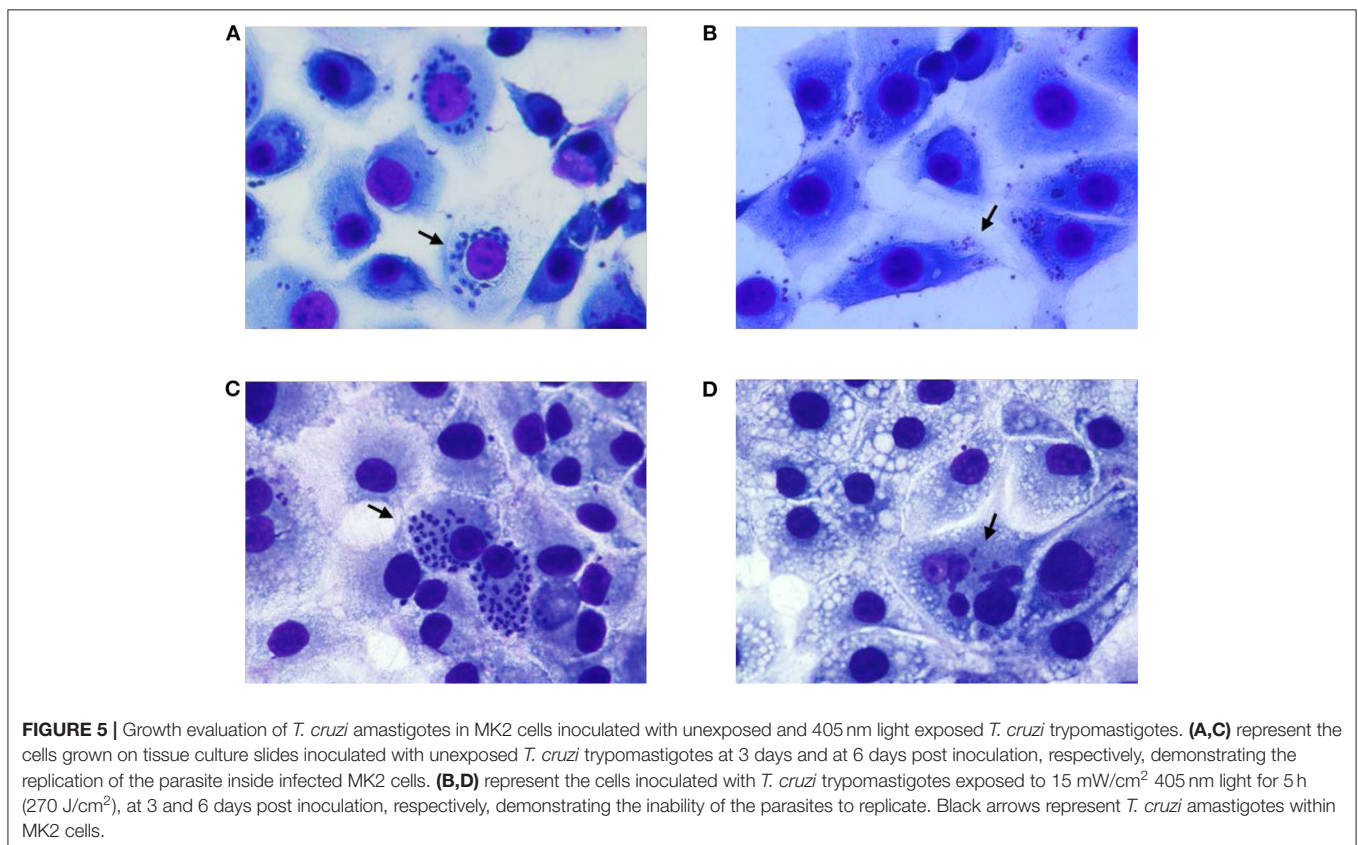 A
B
C
D
FIGURE 5 | Growth evaluation of T. cruzi amastigotes in MK2 cells inoculated with unexposed and 405 nm light exposed T. cruzi trypomastigotes. (A,C) represent the
cells grown on tissue culture slides inoculated with unexposed T. cruzi trypomastigotes at 3 days and at 6 days post inoculation, respectively, demonstrating the
replication of the parasite inside infected MK2 cells. (B,D) represent the cells inoculated with T. cruzi trypomastigotes exposed to 15 mW/cm² 405 nm light for 5 h
(270 J/cm²), at 3 and 6 days post inoculation, respectively, demonstrating the inability of the parasites to replicate. Black arrows represent T. cruzi amastigotes within
MK2 cells.